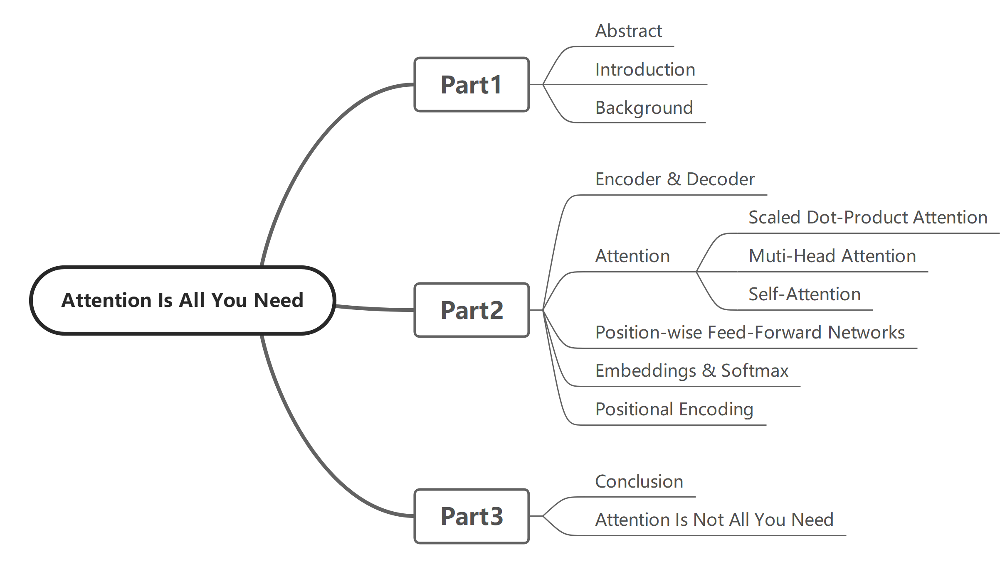 Attention Is All You Need
Part1
Abstract
Introduction
Background
Part2
Encoder & Decoder
Attention
Scaled Dot-Product Attention
Muti-Head Attention
Self-Attention
Position-wise Feed-Forward Networks
Embeddings & Softmax
Positional Encoding
Part3
Conclusion
Attention Is Not All You Need